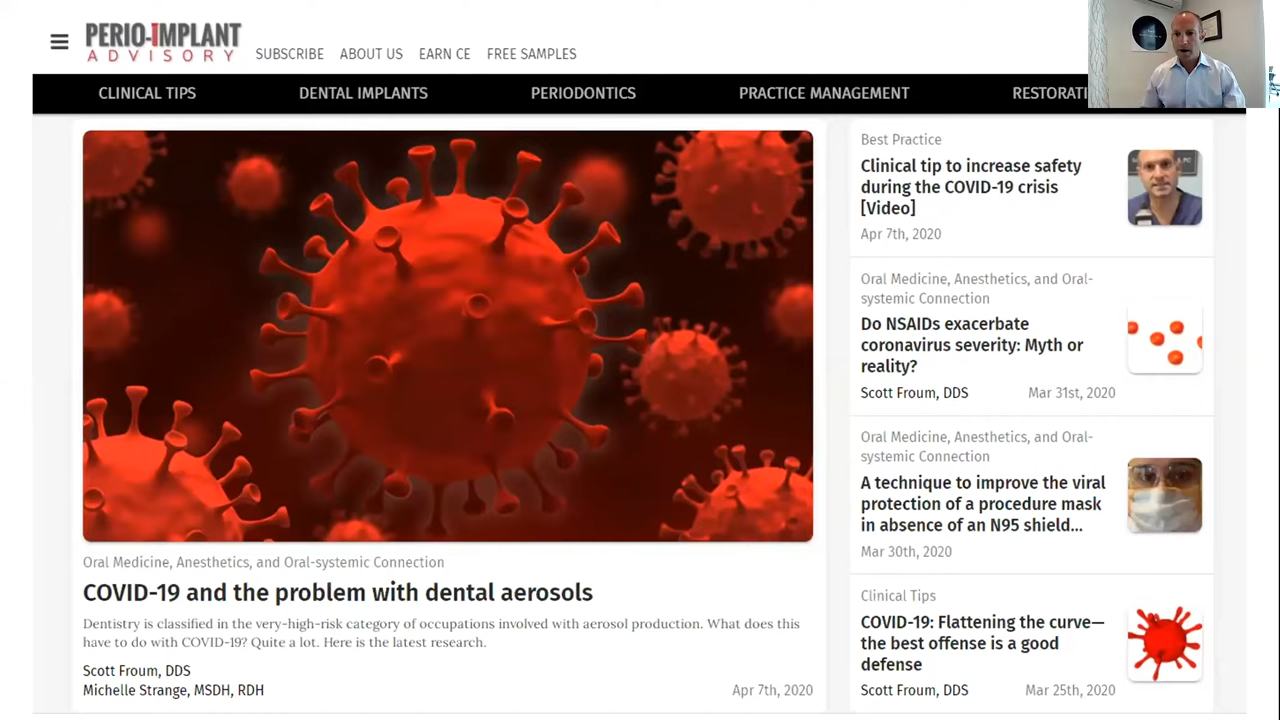 PERIO-IMPLANT
ADVISORY
SUBSCRIBE ABOUT US EARN CE FREE SAMPLES
CLINICAL TIPS DENTAL IMPLANTS PERIODONTICS PRACTICE MANAGEMENT RESTORATI
Oral Medicine, Anesthetics, and Oral-systemic Connection
COVID-19 and the problem with dental aerosols
Dentistry is classified in the very-high-risk category of occupations involved with aerosol production. What does this
have to do with COVID-19? Quite a lot. Here is the latest research.
Scott Froum, DDS
Michelle Strange, MSDH, RDH Apr 7th, 2020
Best Practice
Clinical tip to increase safety
during the COVID-19 crisis
[Video]
Apr 7th, 2020
Oral Medicine, Anesthetics, and Oral-
systemic Connection
Do NSAIDs exacerbate
coronavirus severity: Myth or
reality?
Scott Froum, DDS Mar 31st, 2020
Oral Medicine, Anesthetics, and Oral-
systemic Connection
A technique to improve the viral
protection of a procedure mask
in absence of an N95 shield...
Mar 30th, 2020
Clinical Tips
COVID-19: Flattening the curve—
the best offense is a good
defense
Scott Froum, DDS Mar 25th, 2020